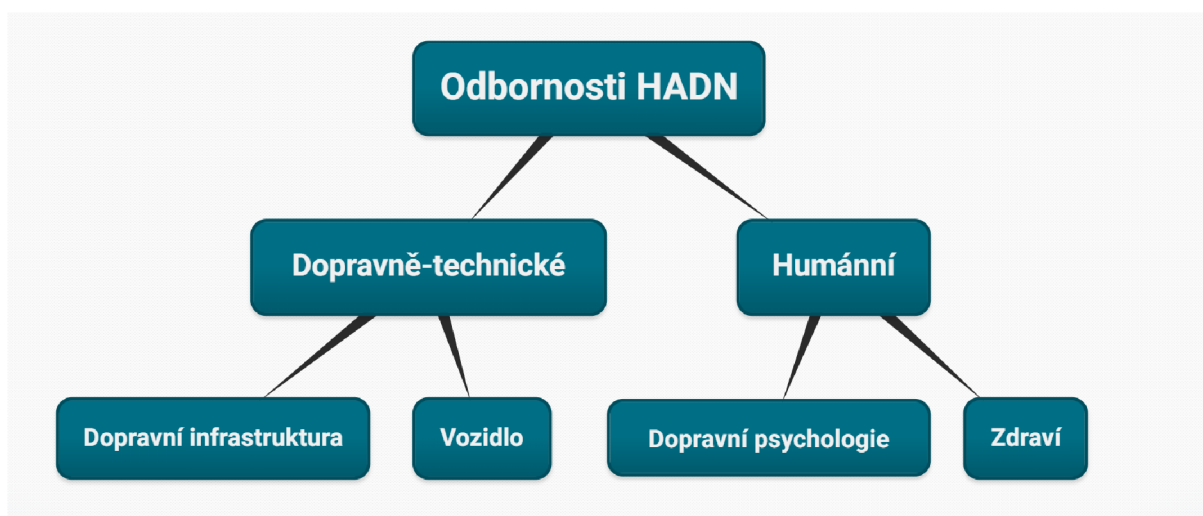 Odbornosti HADN
Dopravně-technické
Humánní
Dopravní infrastruktura
Vozidlo
Dopravní psychologie
Zdraví